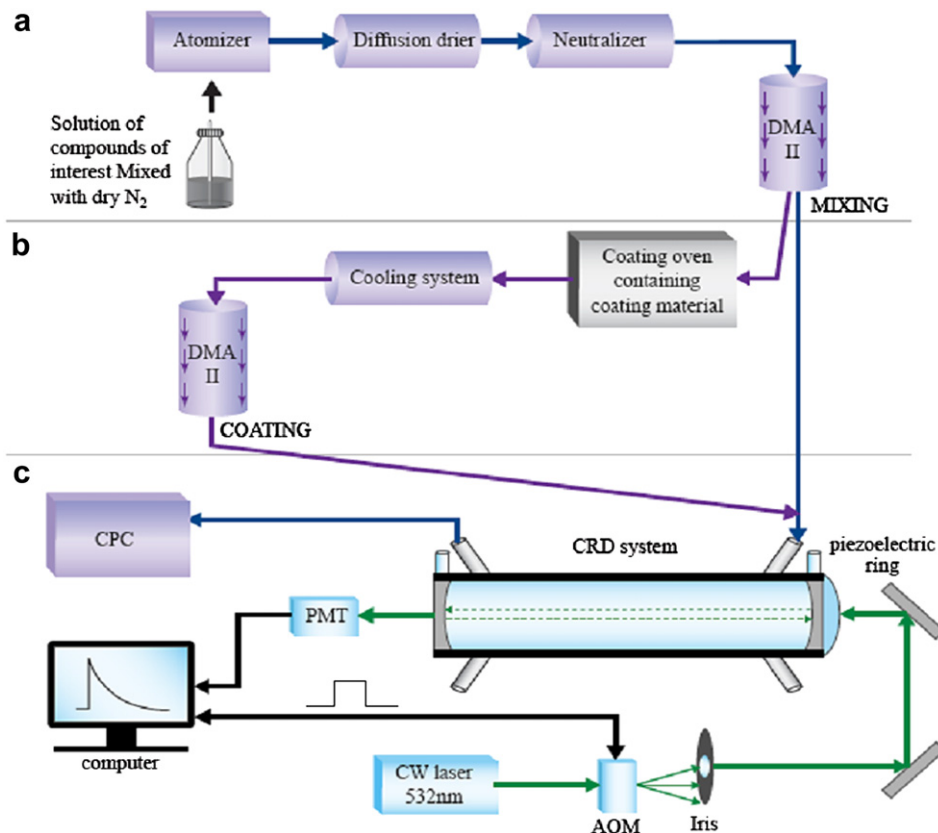 a
Atomizer
Diffusion drier
Neutralizer
Solution of
compounds of
interest Mixed
with dry N₂
DMA
II
MIXING
b
Coating oven
containing
coating material
Cooling system
DMA
II
COATING
c
CPC
CRD system
piezoelectric
ring
PMT
computer
CW laser
532nm
AOM
Iris